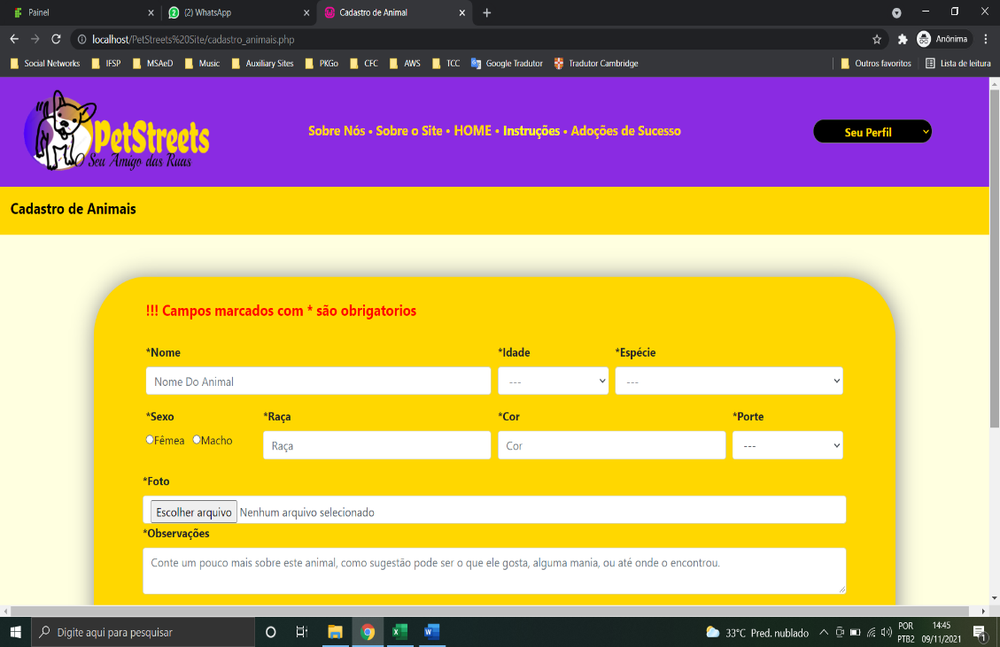 Painel
(2) WhatsApp
Cadastro de Animal
localhost/PetStreets%20Site/cadastro_animais.php
Anônima
Social Networks IFSP MSAeD Music Auxiliary Sites PKGo CFC AWS TCC Google Tradutor Tradutor Cambridge Outros favoritos Lista de leitura
PetStreets
O Seu Amigo das Ruas
Sobre Nós • Sobre o Site • HOME • Instruções • Adoções de Sucesso
Seu Perfil
Cadastro de Animais
!!! Campos marcados com * são obrigatorios
*Nome *Idade *Espécie
Nome Do Animal --- ---
*Sexo *Raça *Cor *Porte
Fêmea Macho Raça Cor ---
*Foto
Escolher arquivo Nenhum arquivo selecionado
*Observações
Conte um pouco mais sobre este animal, como sugestão pode ser o que ele gosta, alguma mania, ou até onde o encontrou.
Digite aqui para pesquisar
33°C Pred. nublado
POR
PTB2
14:45
09/11/2021
1